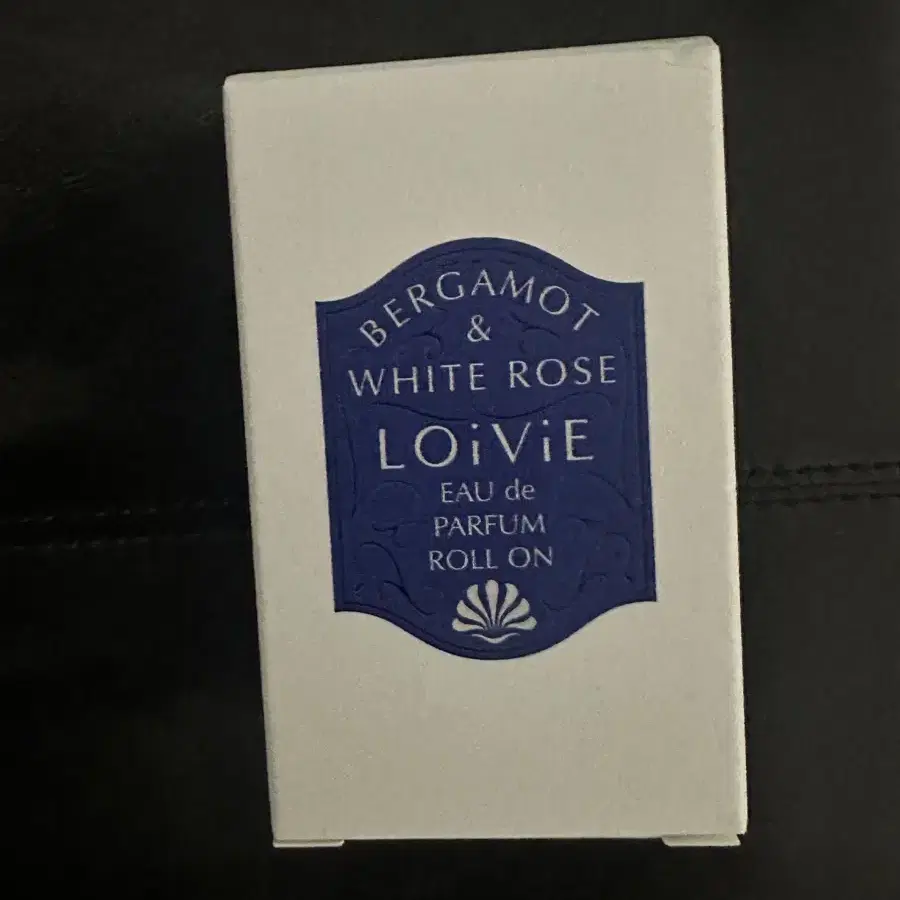 BERGAMOT
&
WHITE ROSE
LOiViE
EAU de
PARFUM
ROLL ON